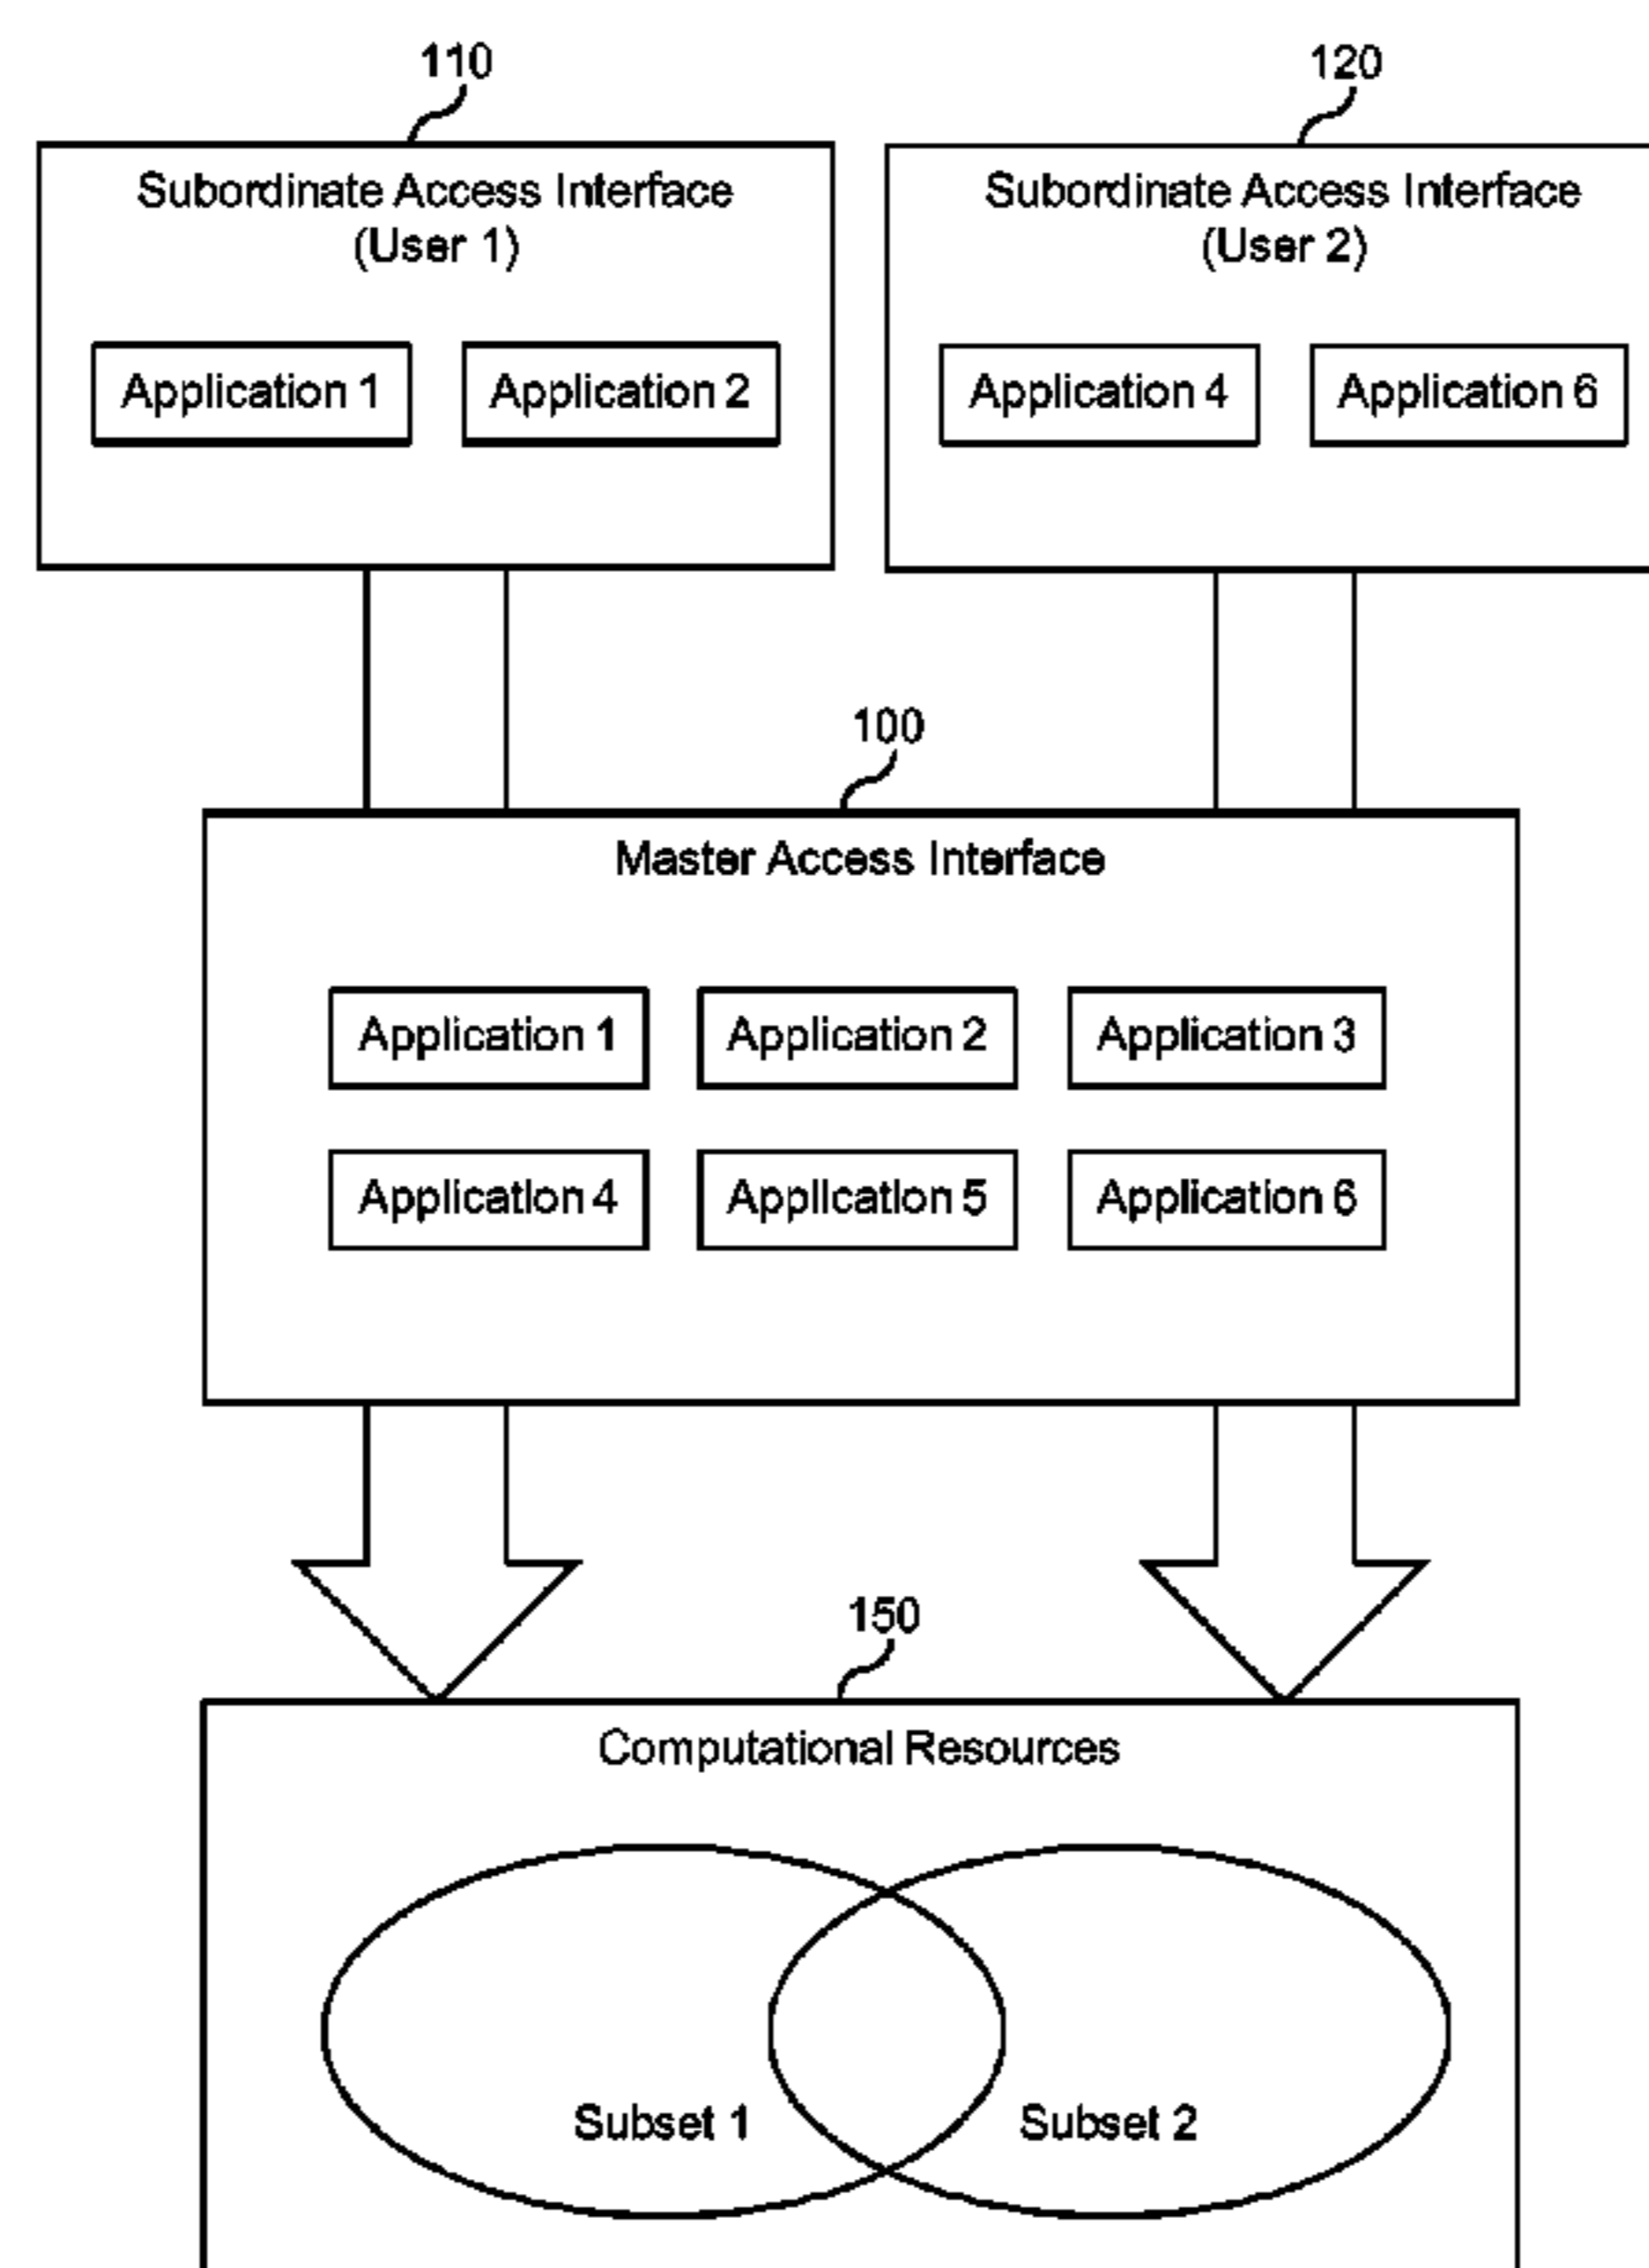 110
120
Subordinate Access Interface
(User 1)
Subordinate Access Interface
(User 2)
Application 1
Application 2
Application 4
Application 6
100
Master Access Interface
Application 1
Application 2
Application 3
Application 4
Application 5
Application 6
150
Computational Resources
Subset 1
Subset 2